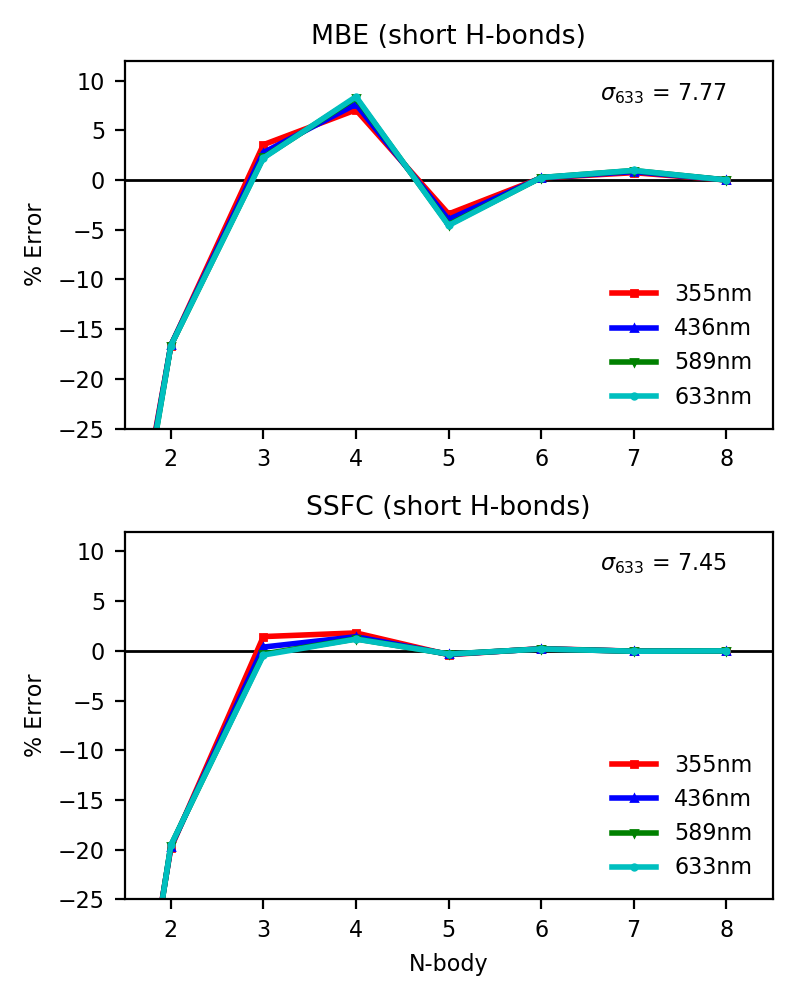 MBE (short H-bonds)
σ633 = 7.77
10
5
0
−5
−10
−15
−20
−25
% Error
355nm
436nm
589nm
633nm
2 3 4 5 6 7 8
SSFC (short H-bonds)
σ633 = 7.45
10
5
0
−5
−10
−15
−20
−25
% Error
355nm
436nm
589nm
633nm
2 3 4 5 6 7 8
N-body